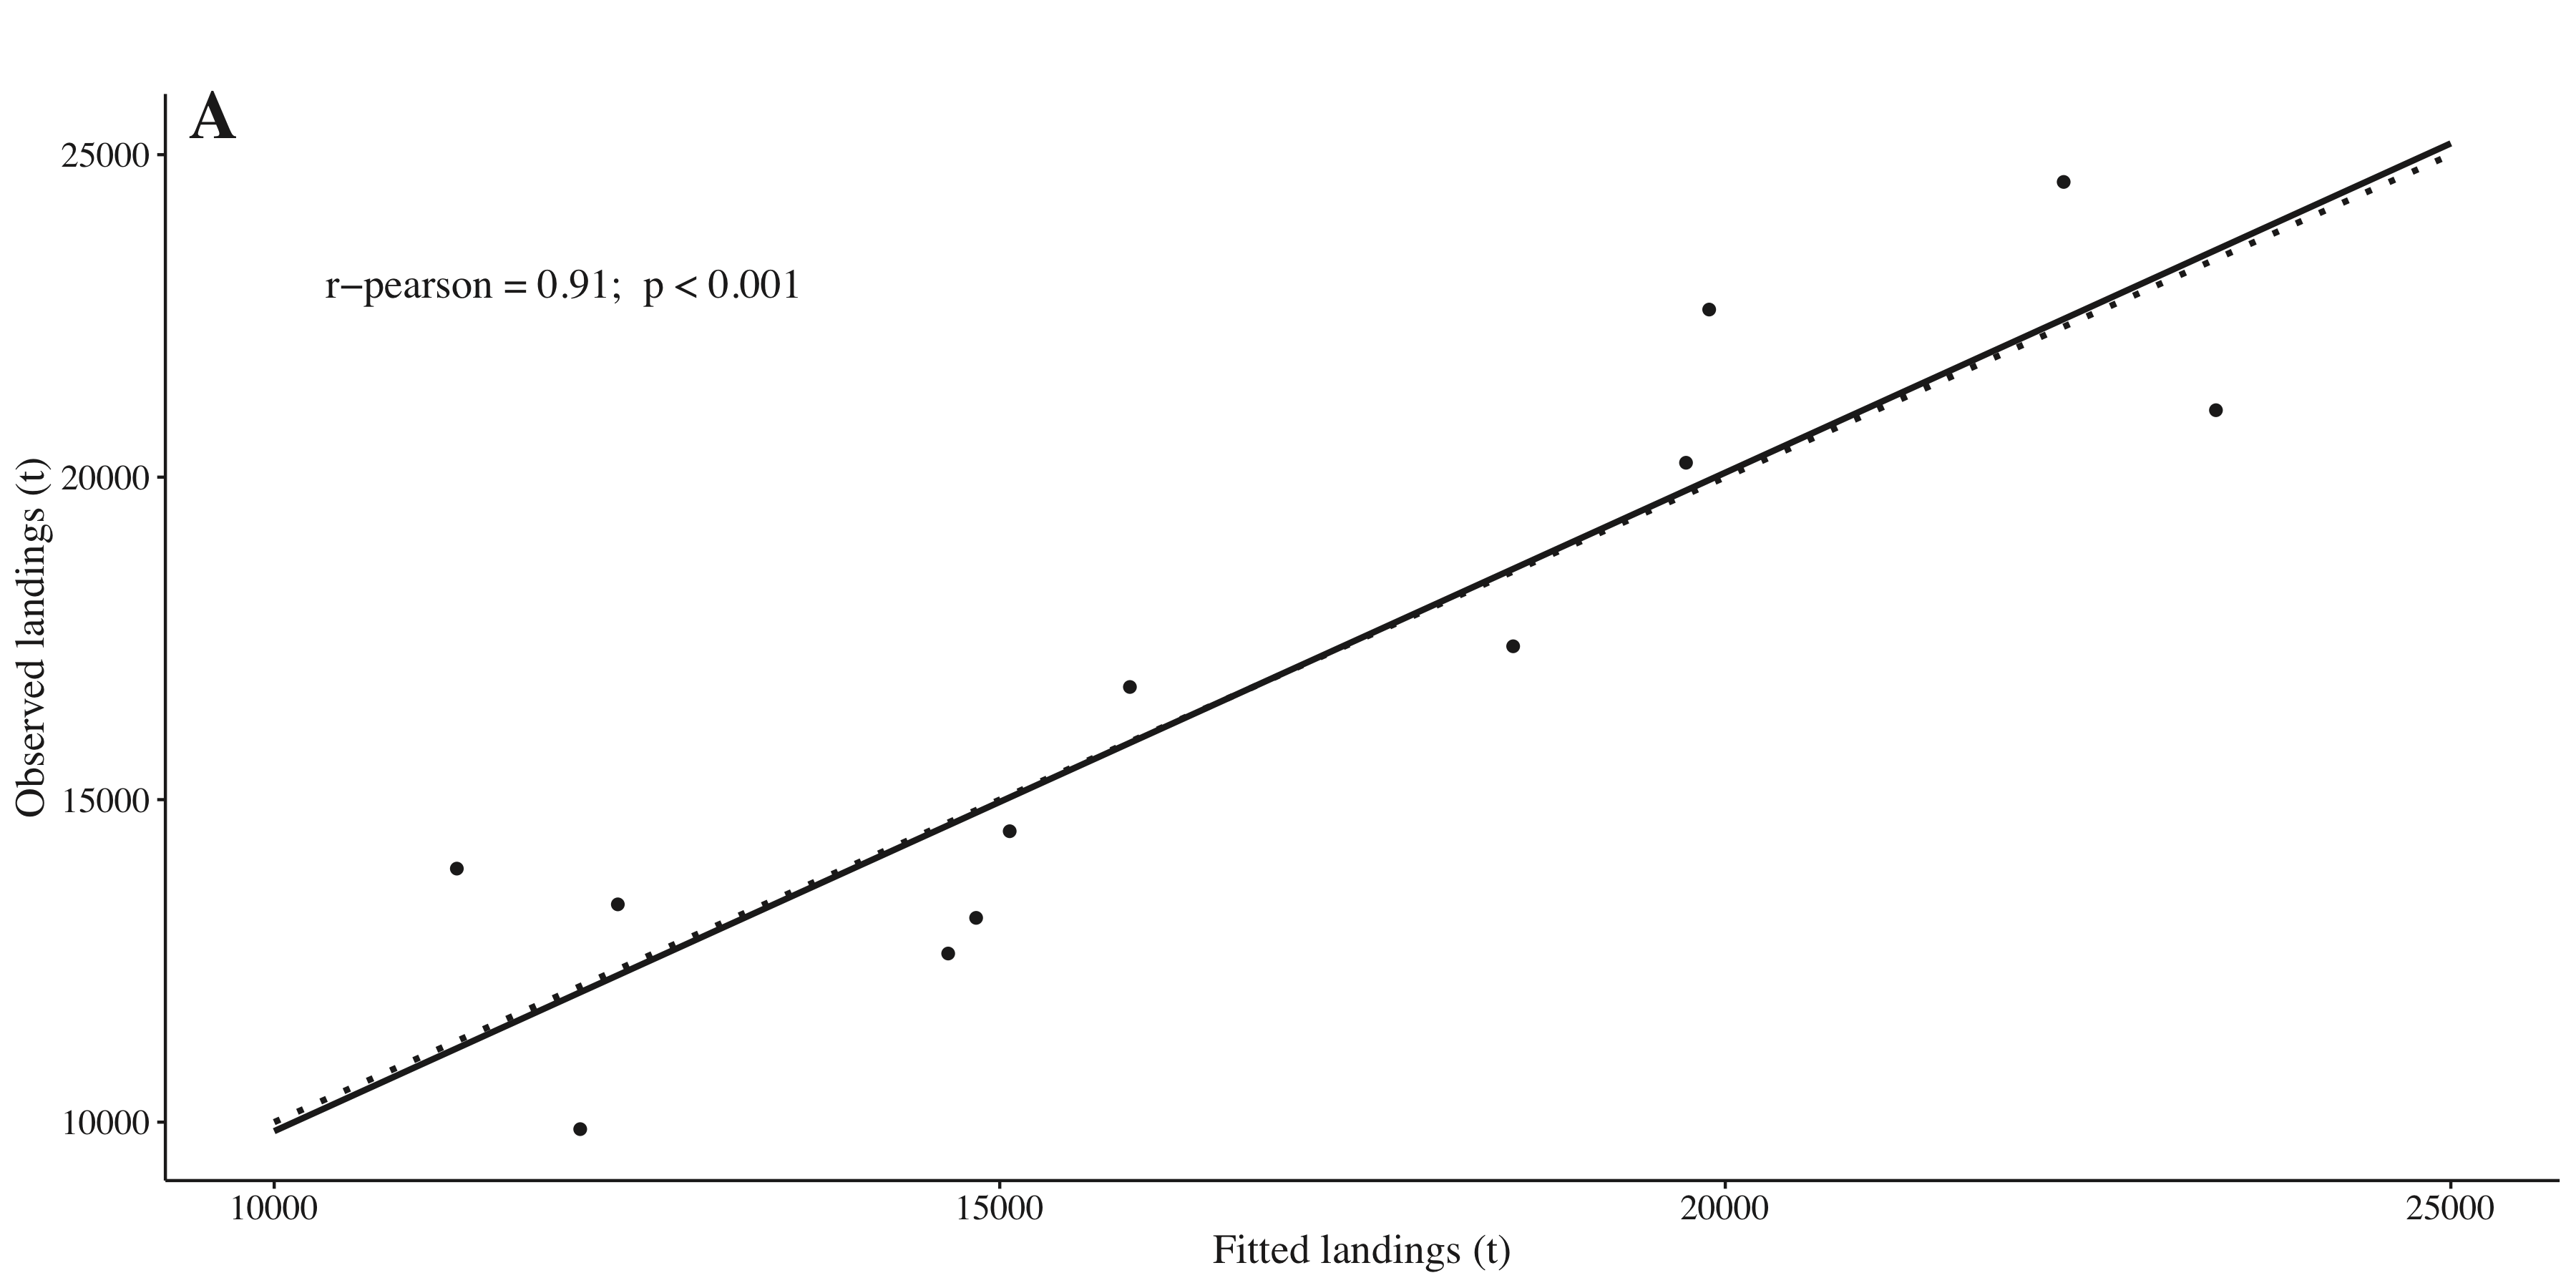 A
25000
r−pearson = 0.91; p < 0.001
20000
15000
10000
Observed landings (t)
10000 15000 20000 25000
Fitted landings (t)